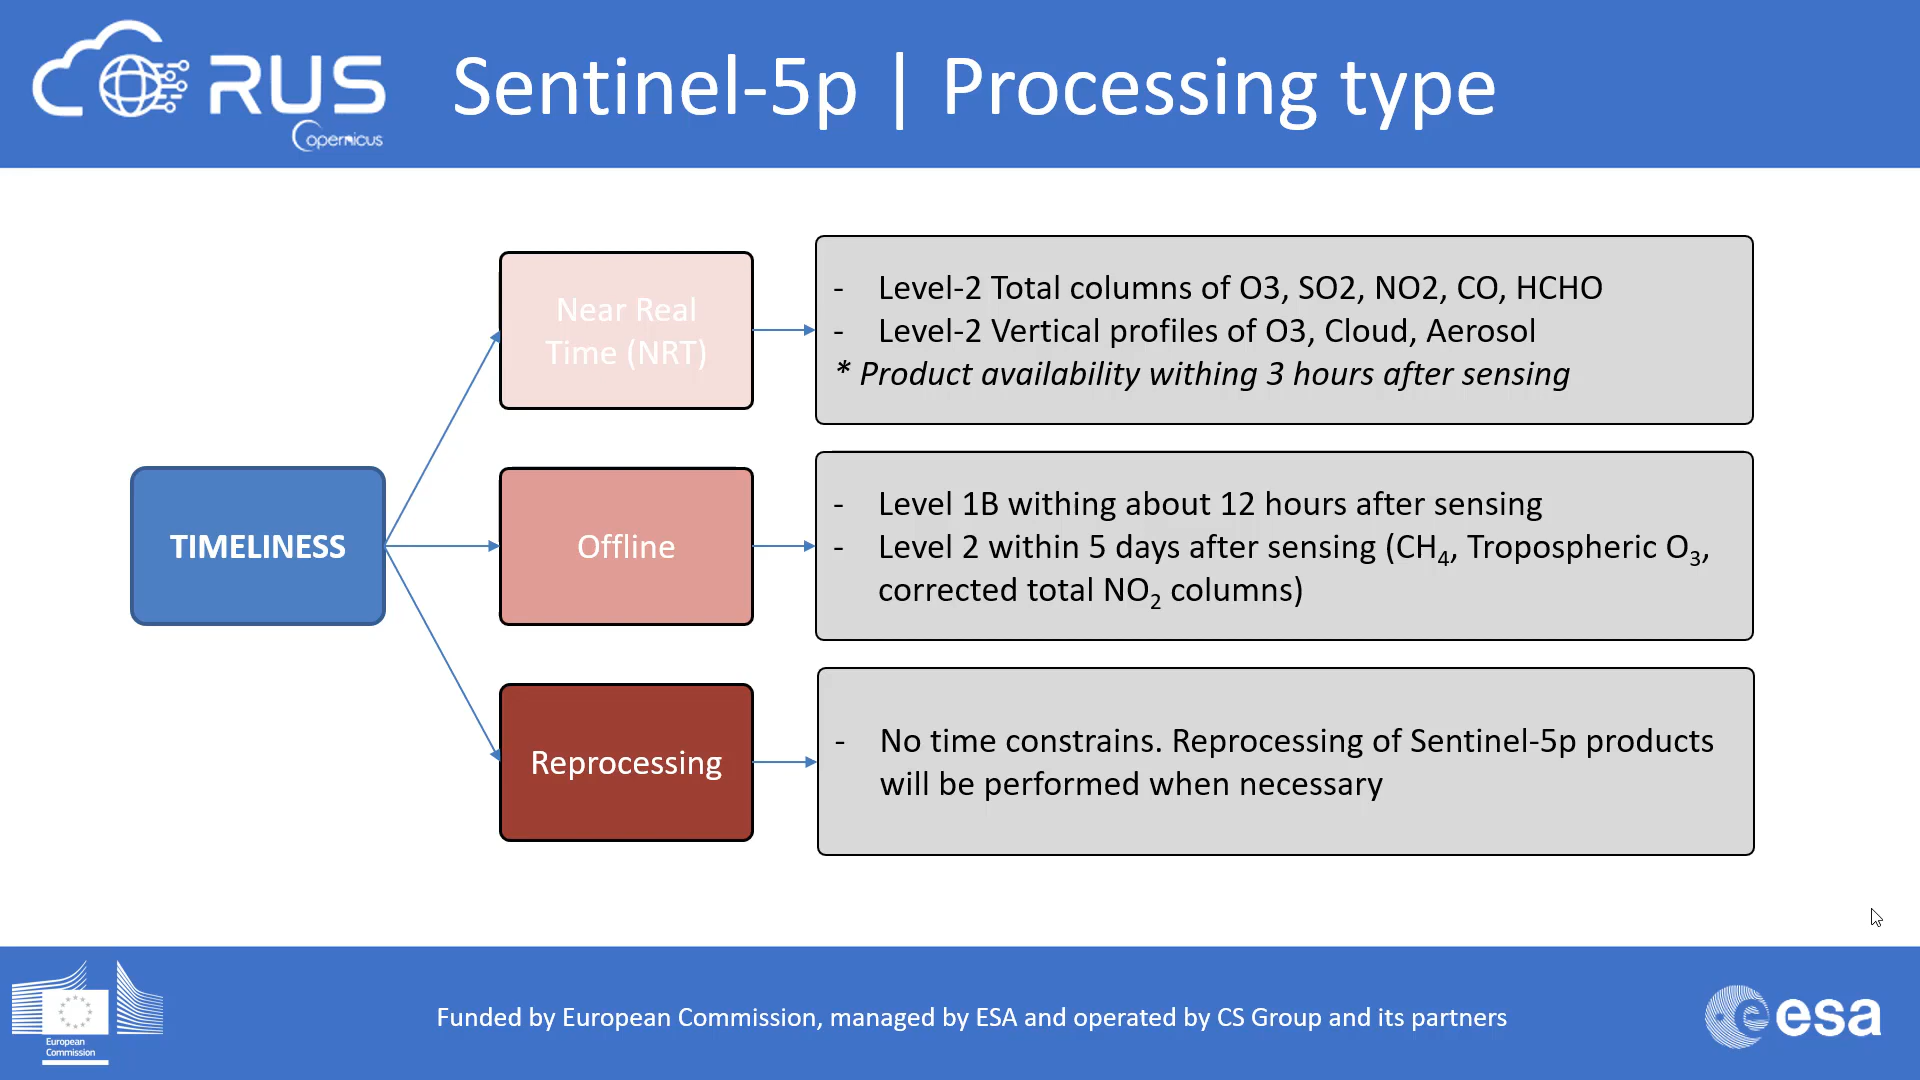 RUS
Copernicus
Sentinel-5p | Processing type
TIMELINESS
Near Real
Time (NRT)
- Level-2 Total columns of O3, SO2, NO2, CO, HCHO
- Level-2 Vertical profiles of O3, Cloud, Aerosol
* Product availability withing 3 hours after sensing
Offline
- Level 1B withing about 12 hours after sensing
- Level 2 within 5 days after sensing (CH₄, Tropospheric O₃,
corrected total NO₂ columns)
Reprocessing
- No time constrains. Reprocessing of Sentinel-5p products
will be performed when necessary
European
Commission
Funded by European Commission, managed by ESA and operated by CS Group and its partners
esa